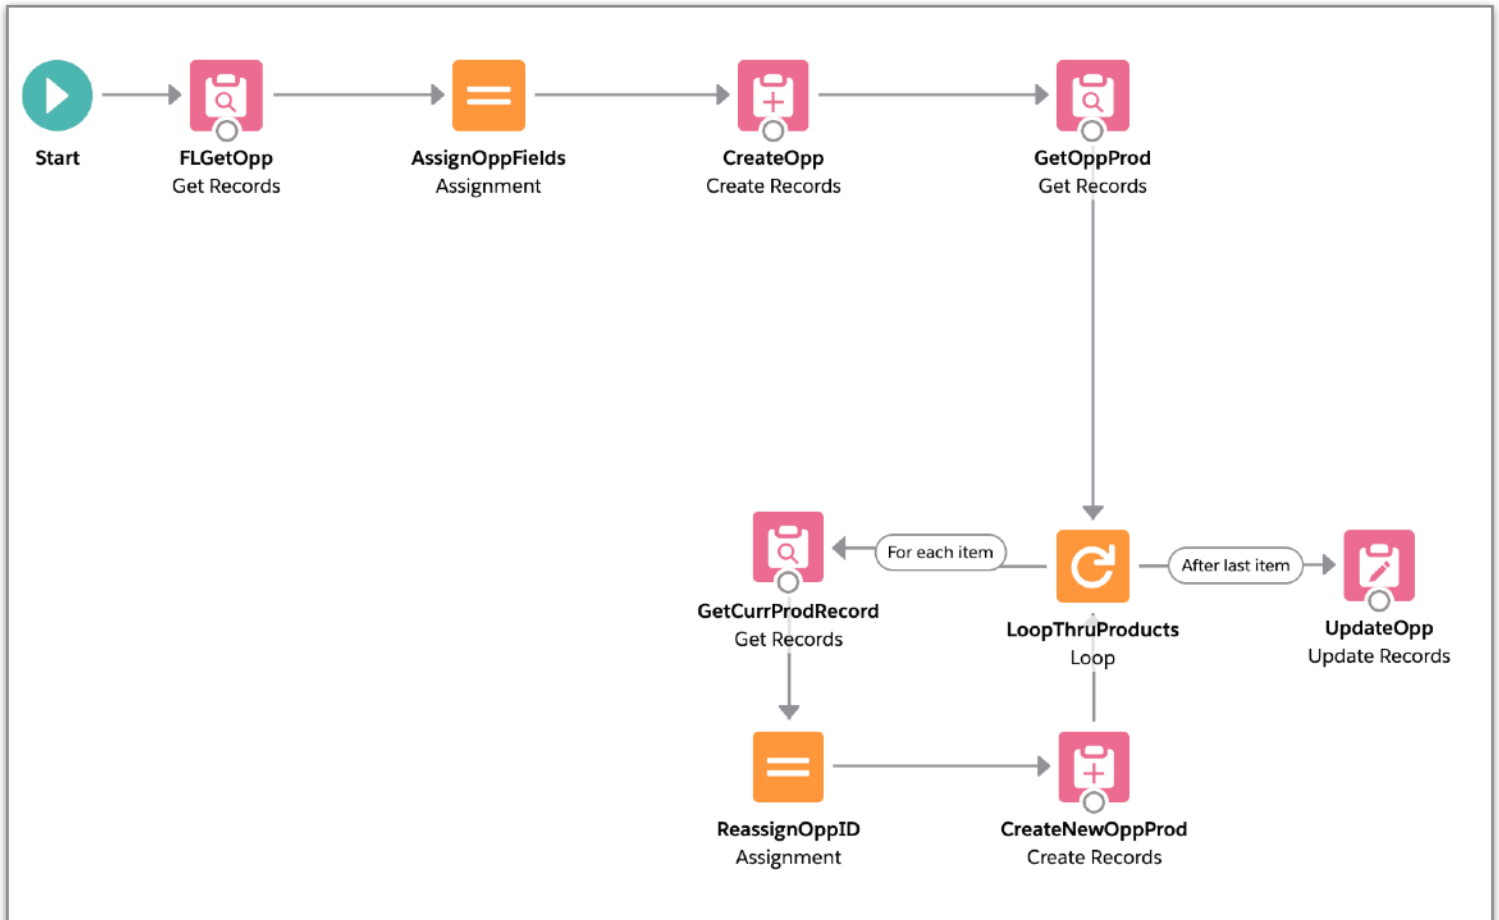 Start
FLGetOpp
Get Records
AssignOppFields
Assignment
CreateOpp
Create Records
GetOppProd
Get Records
For each item
After last item
GetCurrProdRecord
Get Records
LoopThruProducts
Loop
UpdateOpp
Update Records
ReassignOppID
Assignment
CreateNewOppProd
Create Records